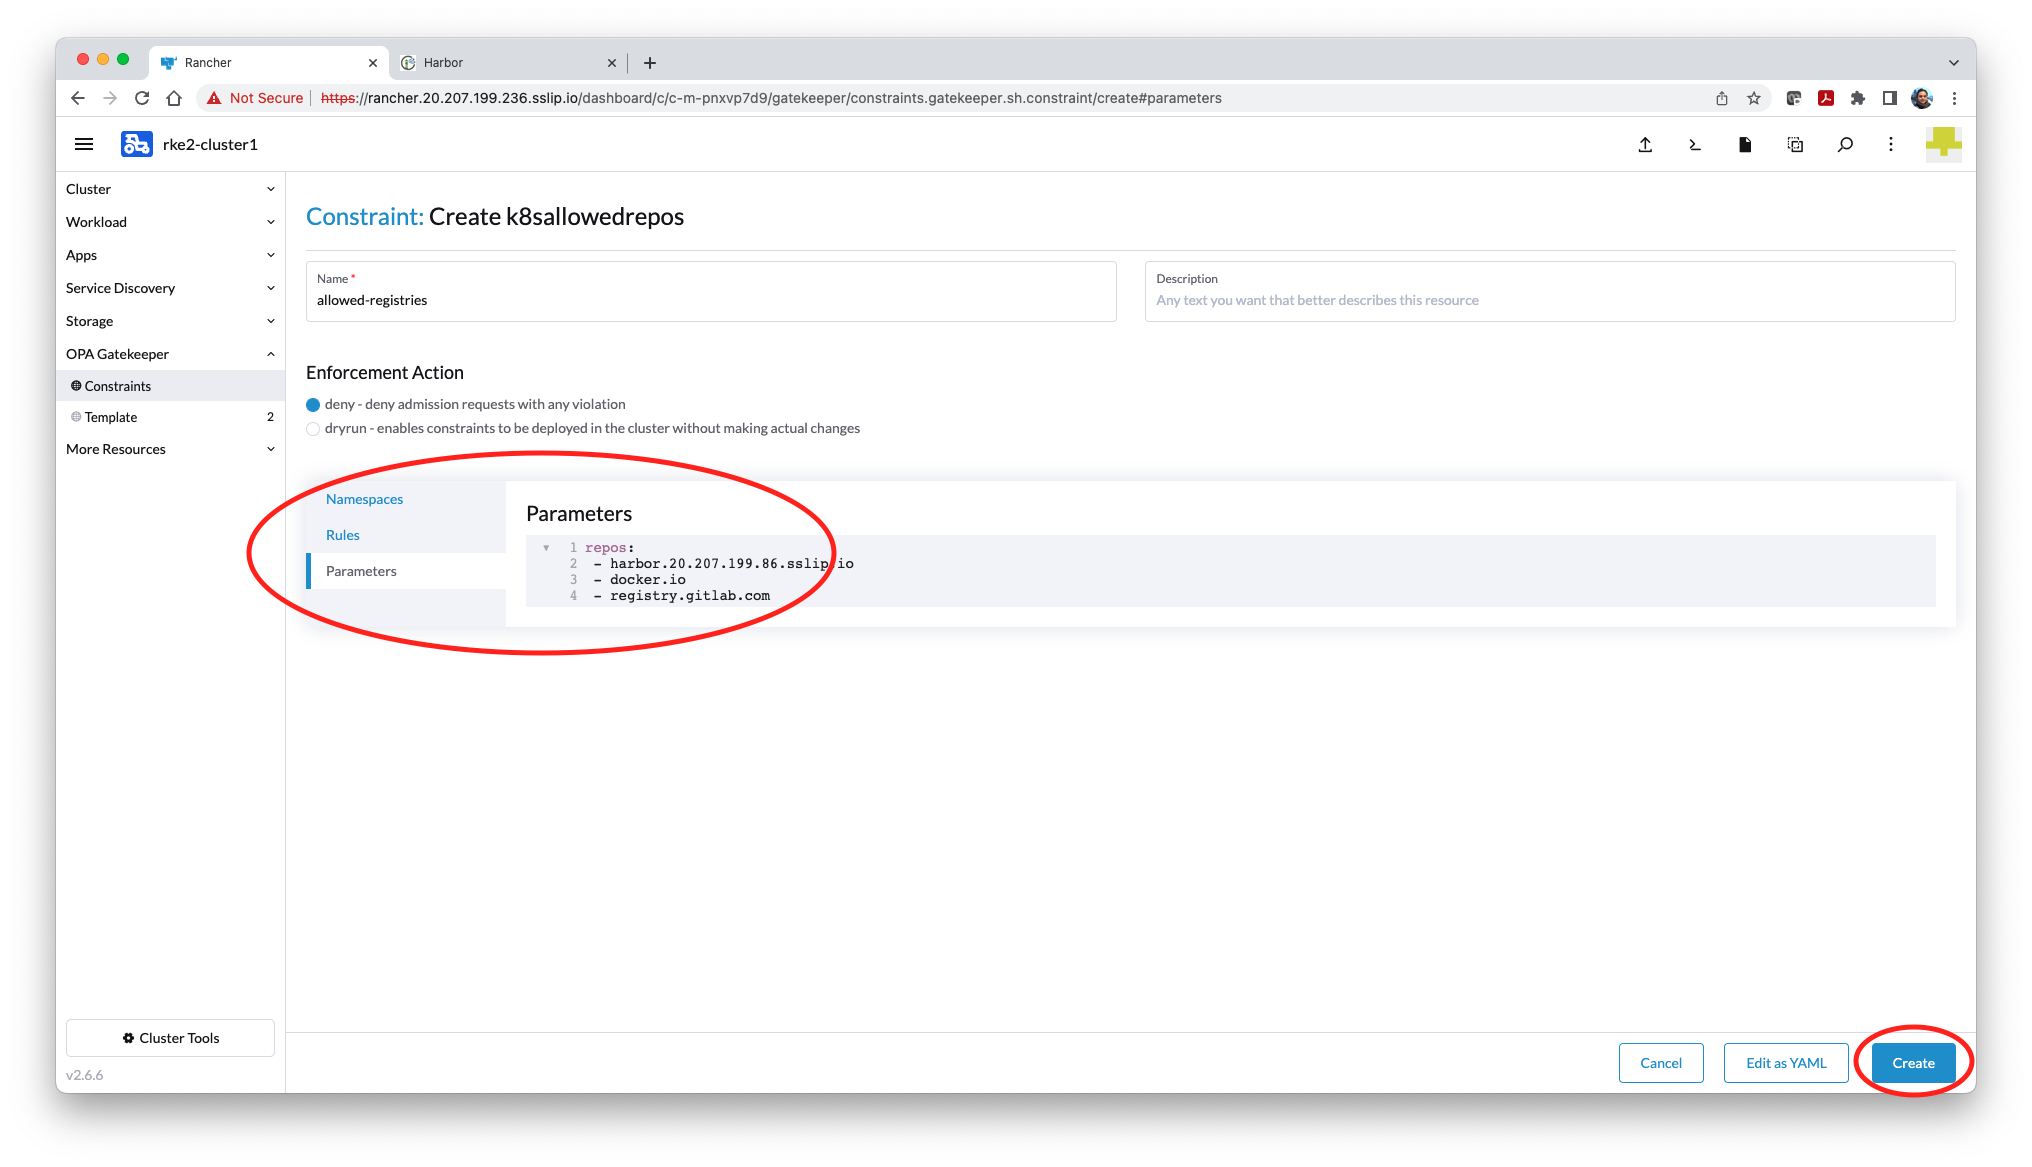 Rancher
Harbor
Not Secure https://rancher.20.207.199.236.sslip.io/dashboard/c/c-m-pnxvp7d9/gatekeeper/constraints.gatekeeper.sh.constraint/create#parameters
rke2-cluster1
Cluster
Workload
Apps
Service Discovery
Storage
OPA Gatekeeper
Constraints
Template 2
More Resources
Cluster Tools
v2.6.6
Constraint: Create k8sallowedrepos
Name *
allowed-registries
Description
Any text you want that better describes this resource
Enforcement Action
deny - deny admission requests with any violation
dryrun - enables constraints to be deployed in the cluster without making actual changes
Namespaces
Rules
Parameters
Parameters
1 repos:
2 - harbor.20.207.199.86.sslip.io
3 - docker.io
4 - registry.gitlab.com
Cancel
Edit as YAML
Create